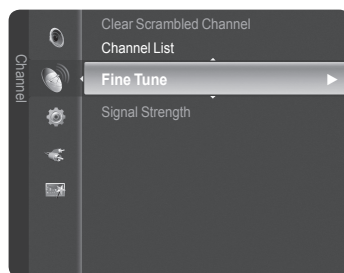 Channel
Clear Scrambled Channel
Channel List
Fine Tune
Signal Strength